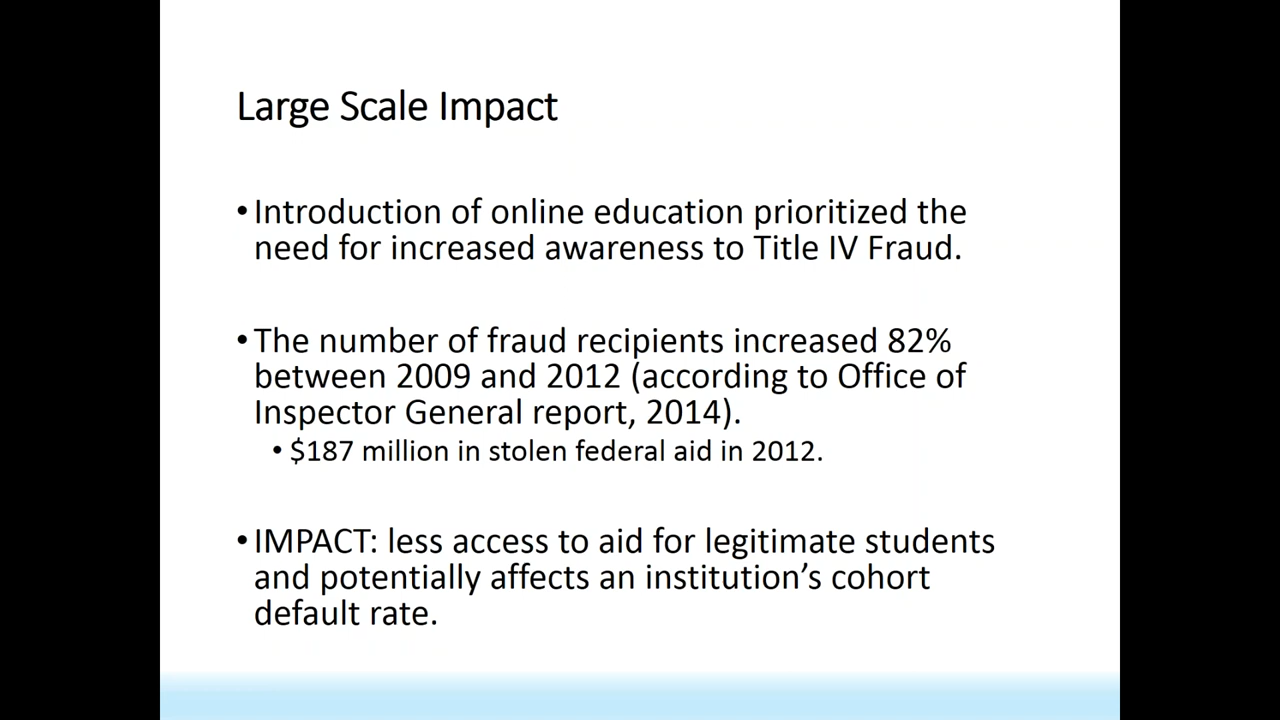 Large Scale Impact
• Introduction of online education prioritized the
need for increased awareness to Title IV Fraud.
• The number of fraud recipients increased 82%
between 2009 and 2012 (according to Office of
Inspector General report, 2014).
• $187 million in stolen federal aid in 2012.
• IMPACT: less access to aid for legitimate students
and potentially affects an institution’s cohort
default rate.